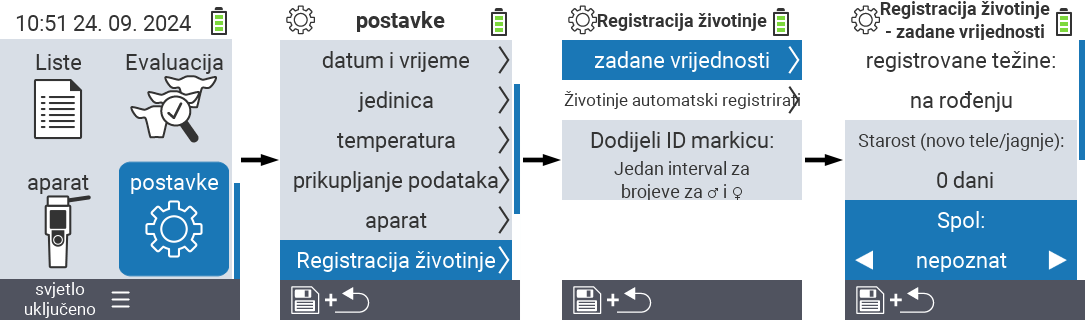 10:51 24. 09. 2024
Liste
Evaluacija
aparat
postavke
svjetlo
uključeno
postavke
datum i vrijeme
jedinica
temperatura
prikupljanje podataka
aparat
Registracija životinje
+
Registracija životinje
zadane vrijednosti
Životinje automatski registrirati
Dodijeli ID markicu:
Jedan interval za
brojeve za ♂ i ♀
+
Registracija životinje
- zadane vrijednosti
registrovane težine:
na rođenju
Starost (novo tele/jagnje):
0 dani
Spol:
nepoznat
+